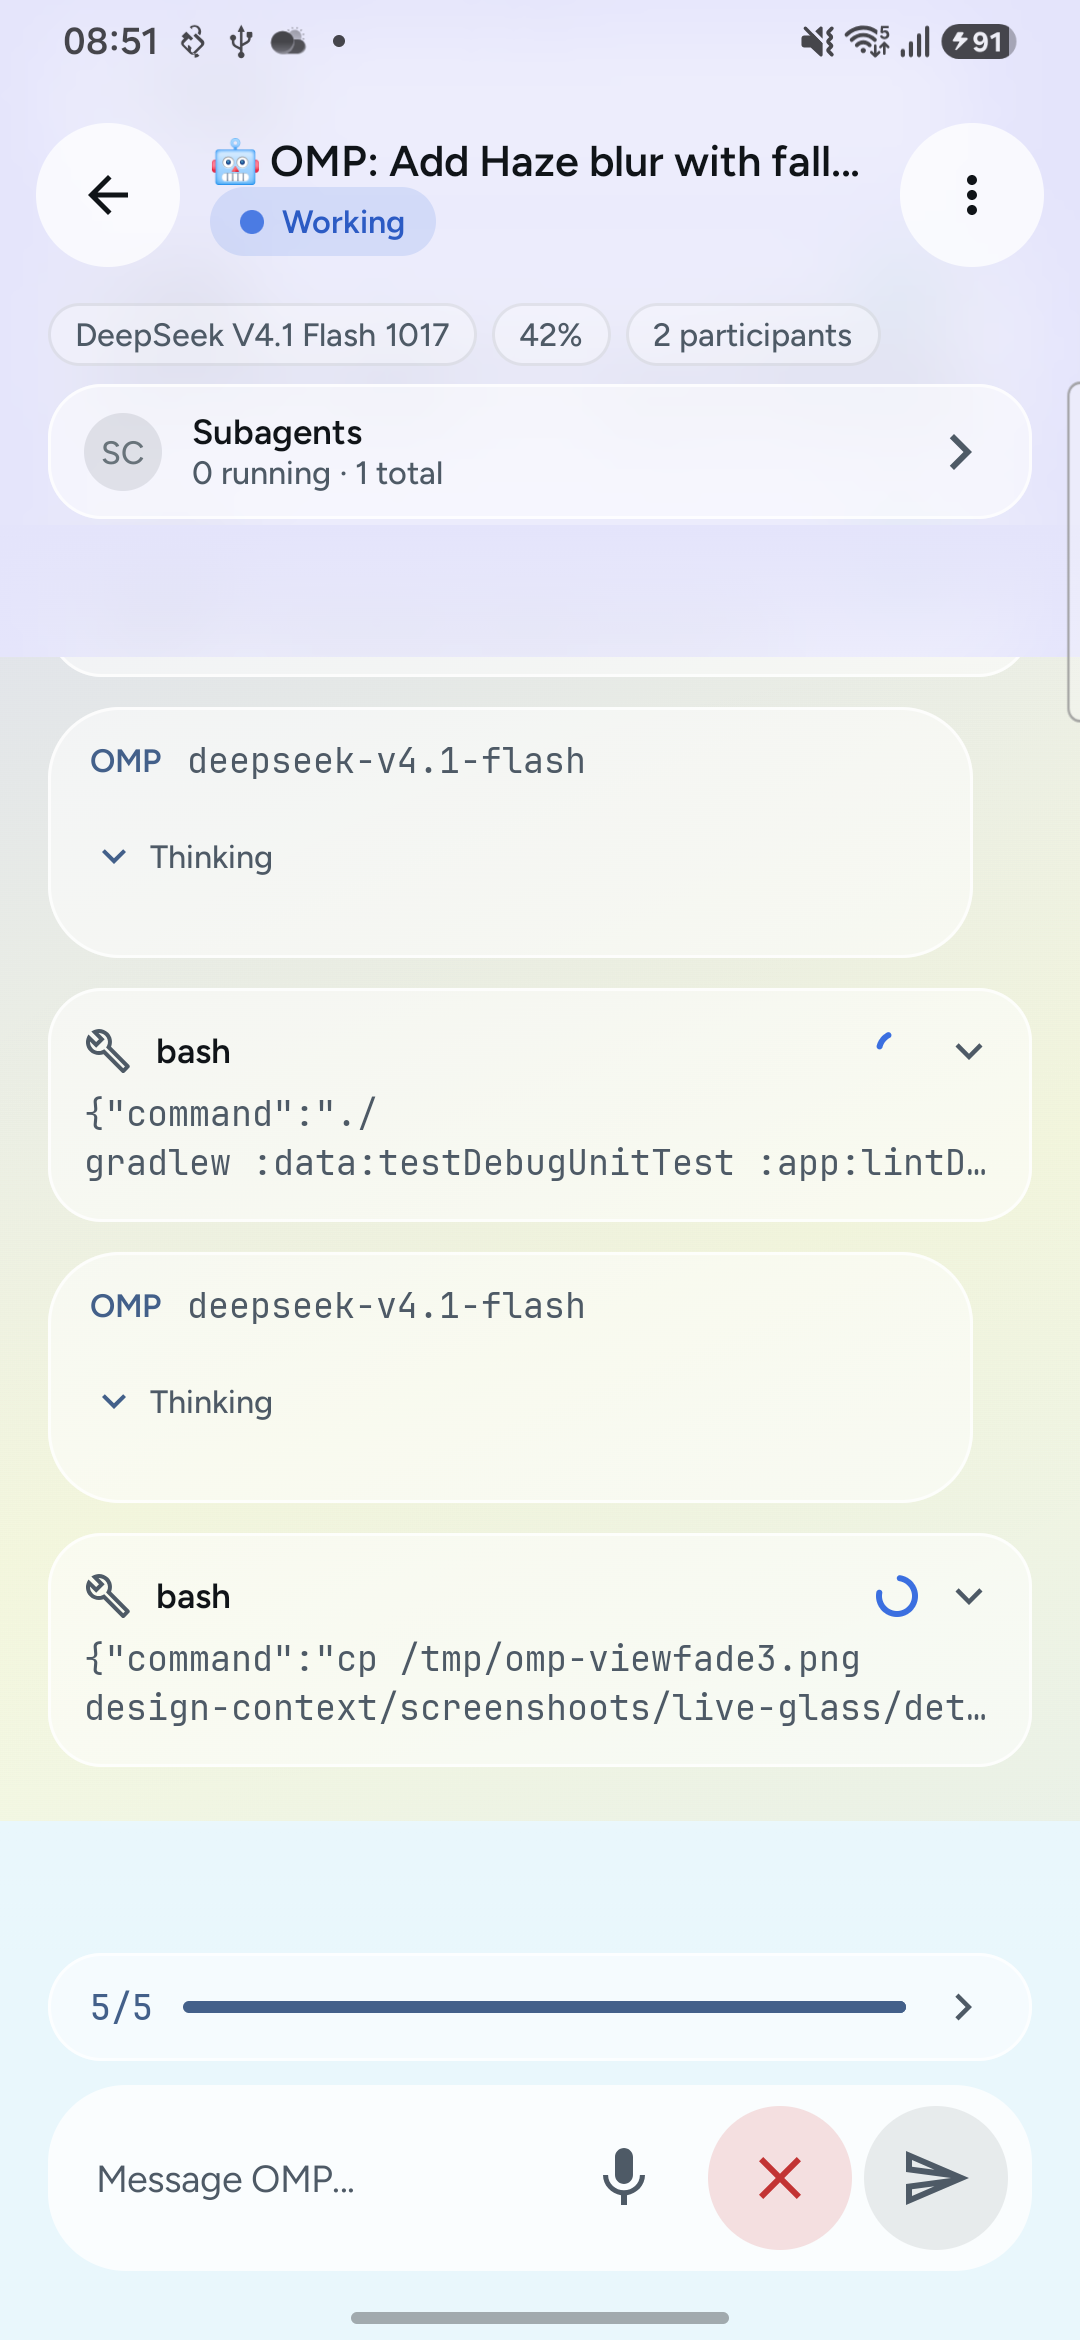 08:51
5
91
🤖 OMP: Add Haze blur with fall...
Working
DeepSeek V4.1 Flash 1017
42%
2 participants
SC
Subagents
0 running · 1 total
OMP deepseek-v4.1-flash
Thinking
bash
{"command":"./
gradlew :data:testDebugUnitTest :app:lintD…
OMP deepseek-v4.1-flash
Thinking
bash
{"command":"cp /tmp/omp-viewfade3.png
design-context/screenshoots/live-glass/det…
5/5
Message OMP...